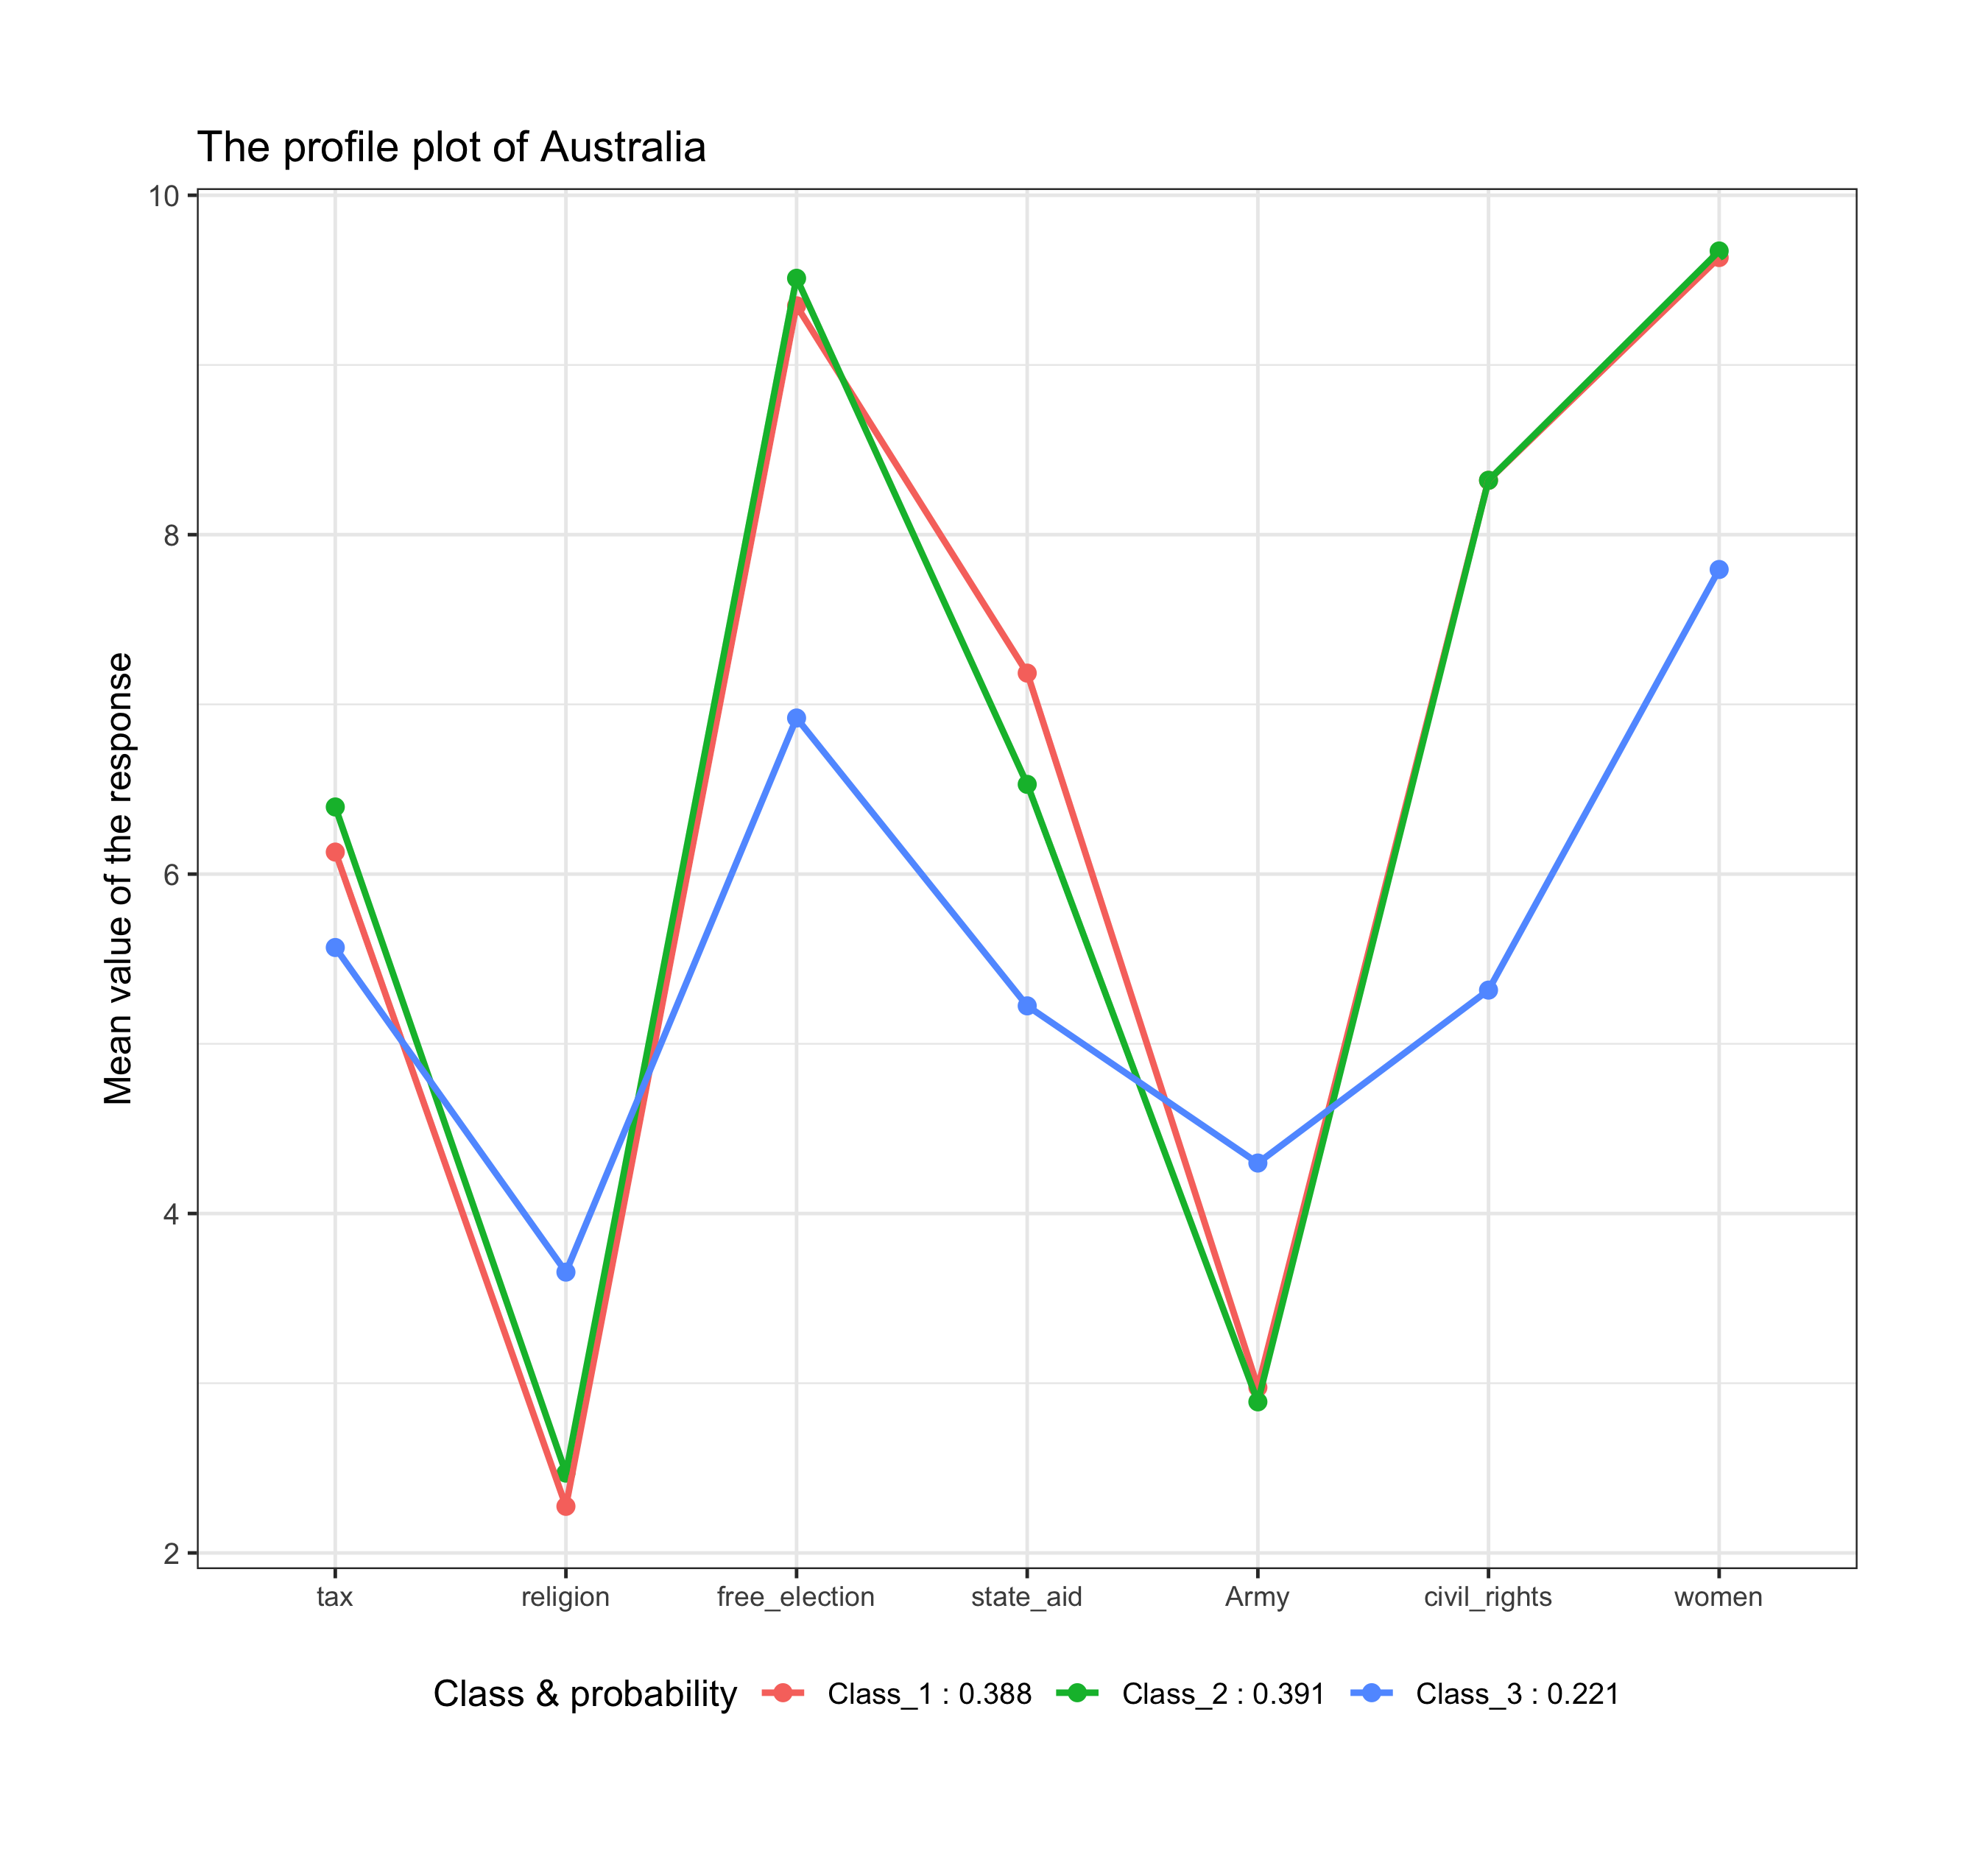 The profile plot of Australia
10
8
6
4
2
Mean value of the response
tax religion free_election state_aid Army civil_rights women
Class & probability Class_1 : 0.388 Class_2 : 0.391 Class_3 : 0.221